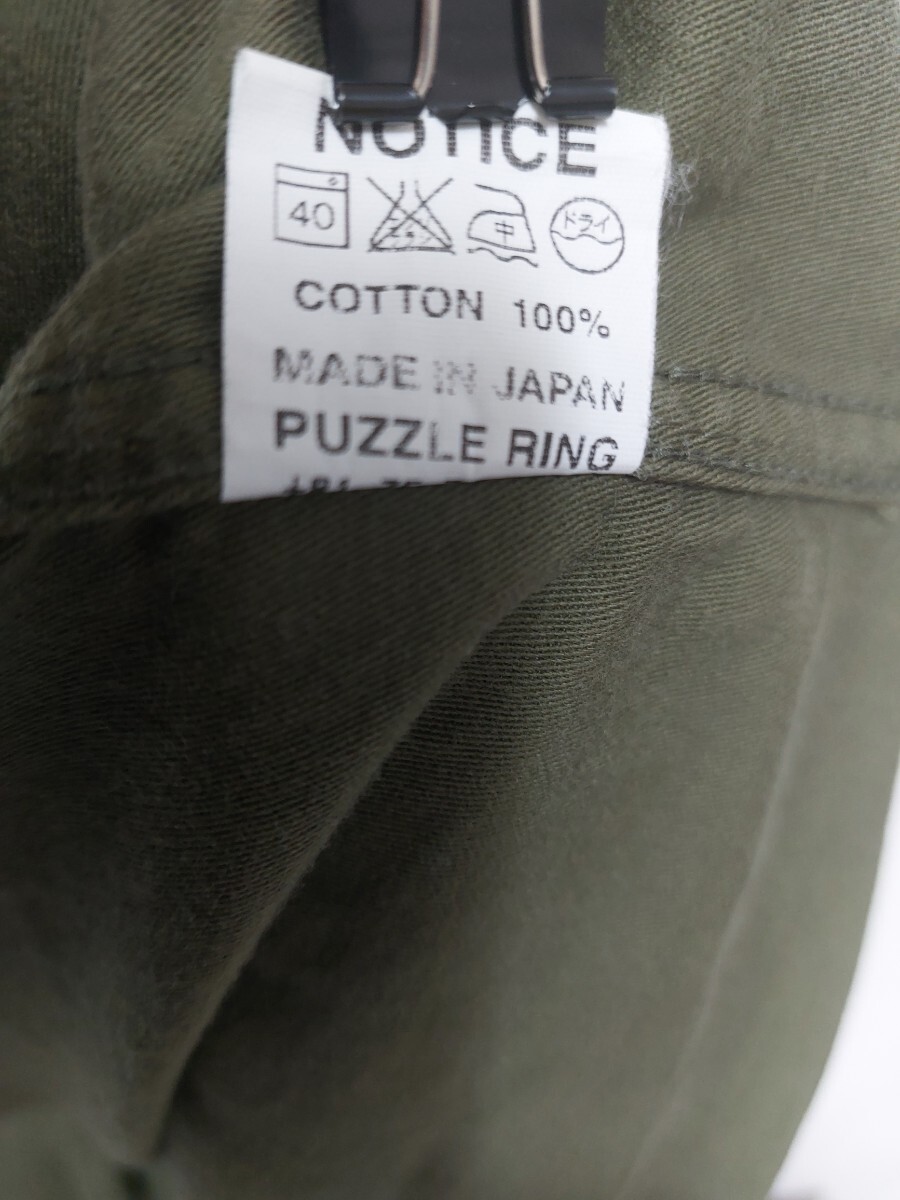 NOTICE
40 中 ドライ
COTTON 100%
MADE IN JAPAN
PUZZLE RING